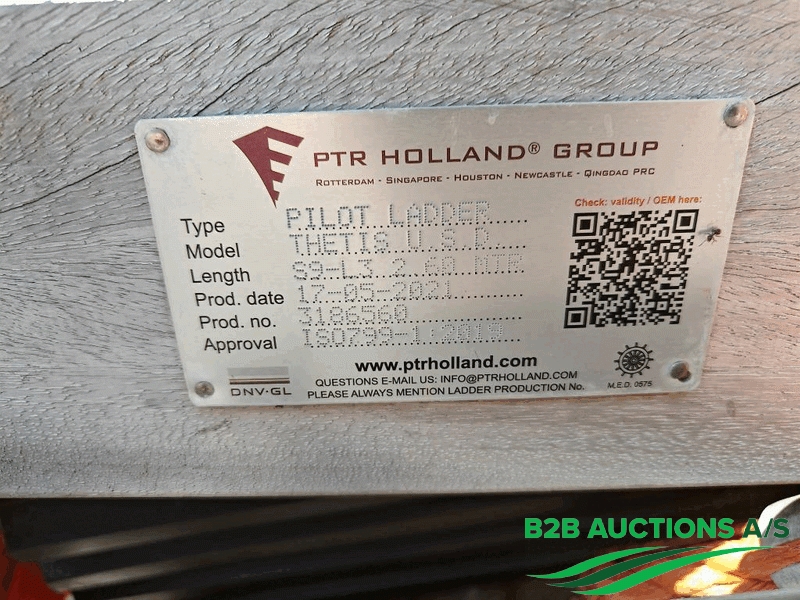 PTR HOLLAND® GROUP
ROTTERDAM - SINGAPORE - HOUSTON - NEWCASTLE - QINGDAO PRC
Check: validity / OEM here:
Type PILOT LADDER
Model THETIS U.S.D.
Length S9-L3 2.60 MTR
Prod. date 17-05-2021
Prod. no. 3186560
Approval ISO799-1:2019
www.ptrholland.com
QUESTIONS E-MAIL US: INFO@PTRHOLLAND.COM
PLEASE ALWAYS MENTION LADDER PRODUCTION No.
DNV·GL
M.E.D. 0575
B2B AUCTIONS A/S